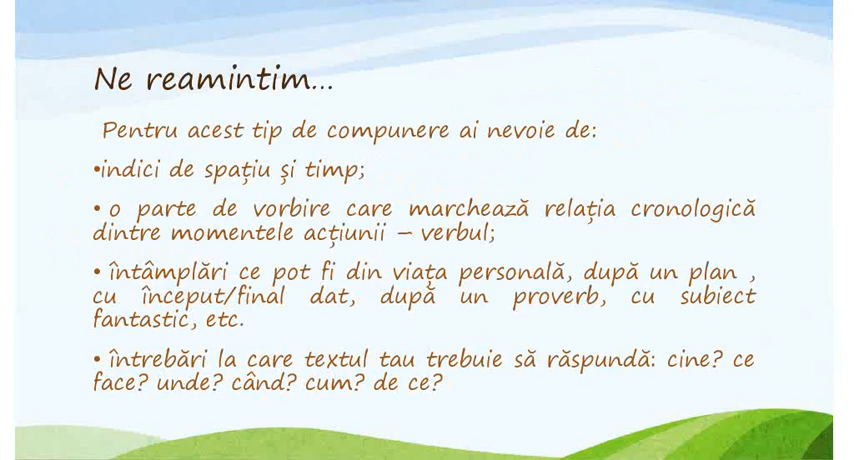 Ne reamintim...
Pentru acest tip de compunere ai nevoie de:
•indici de spațiu și timp;
• o parte de vorbire care marchează relația cronologică
dintre momentele acțiunii – verbul;
• întâmplări ce pot fi din viața personală, după un plan ,
cu început/final dat, după un proverb, cu subiect
fantastic, etc.
• întrebări la care textul tau trebuie să răspundă: cine? ce
face? unde? când? cum? de ce?